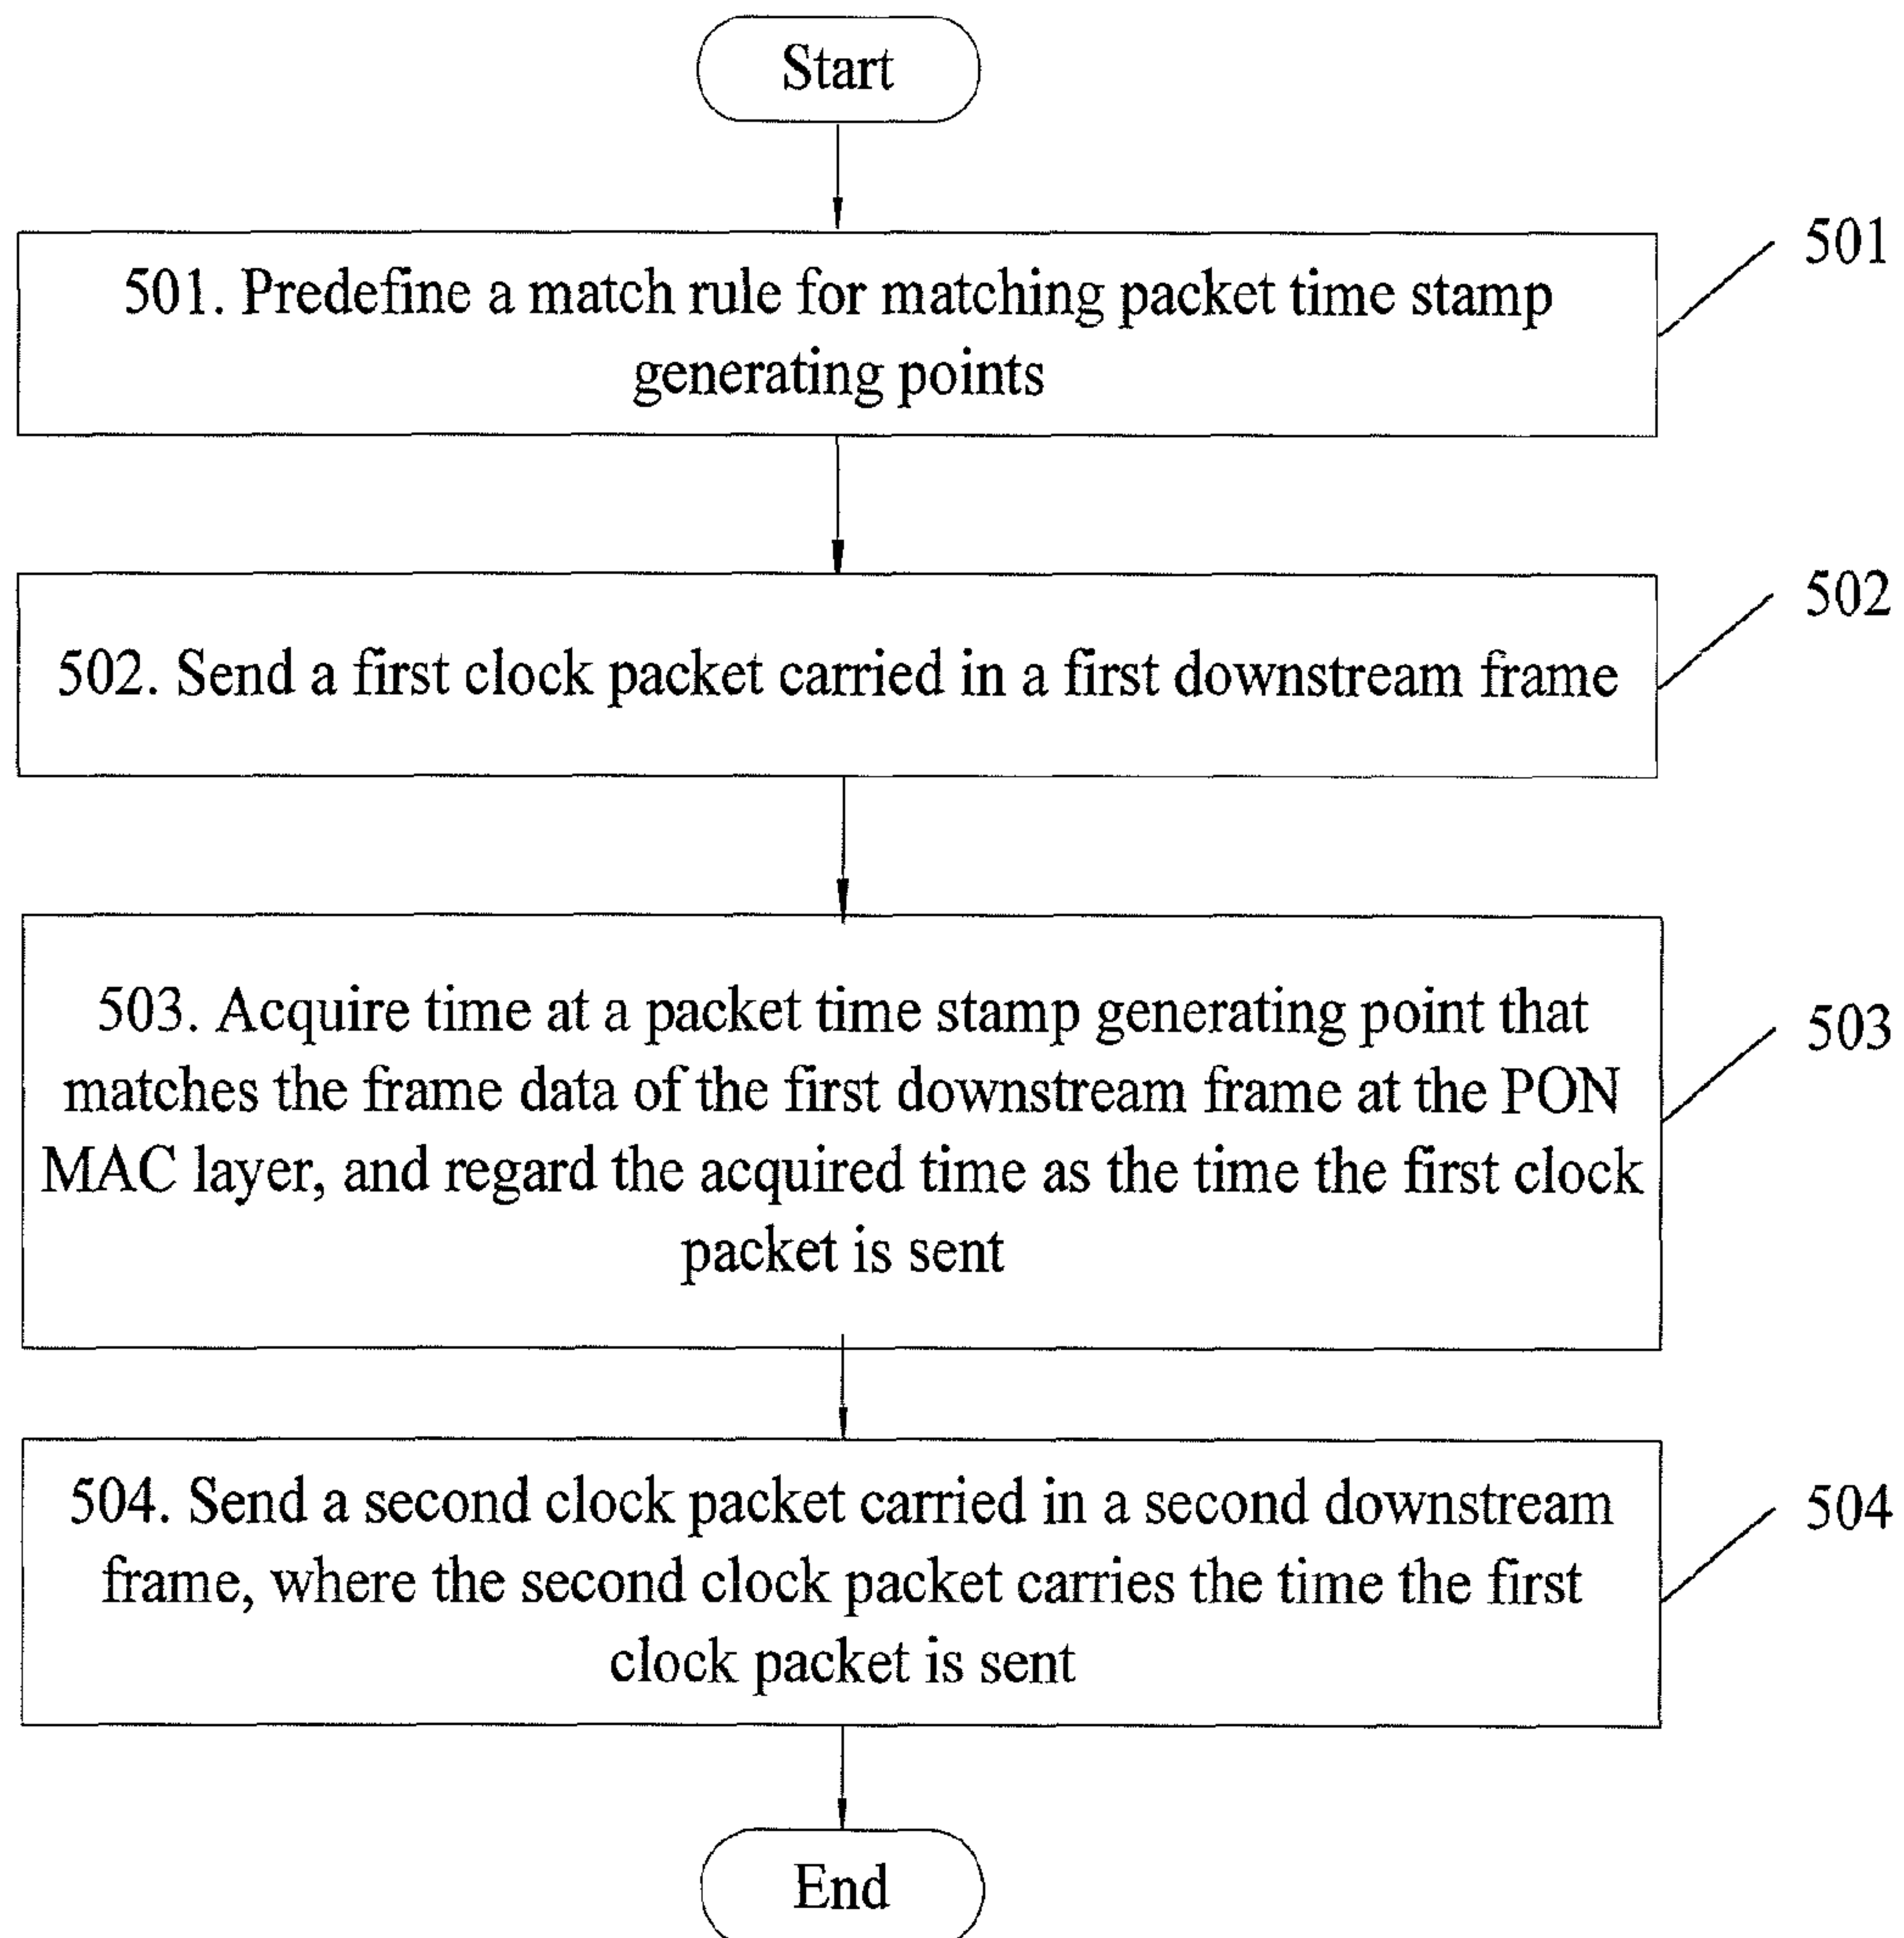 Start
501
501. Predefine a match rule for matching packet time stamp
generating points
502
502. Send a first clock packet carried in a first downstream frame
503
503. Acquire time at a packet time stamp generating point that
matches the frame data of the first downstream frame at the PON
MAC layer, and regard the acquired time as the time the first clock
packet is sent
504
504. Send a second clock packet carried in a second downstream
frame, where the second clock packet carries the time the first
clock packet is sent
End